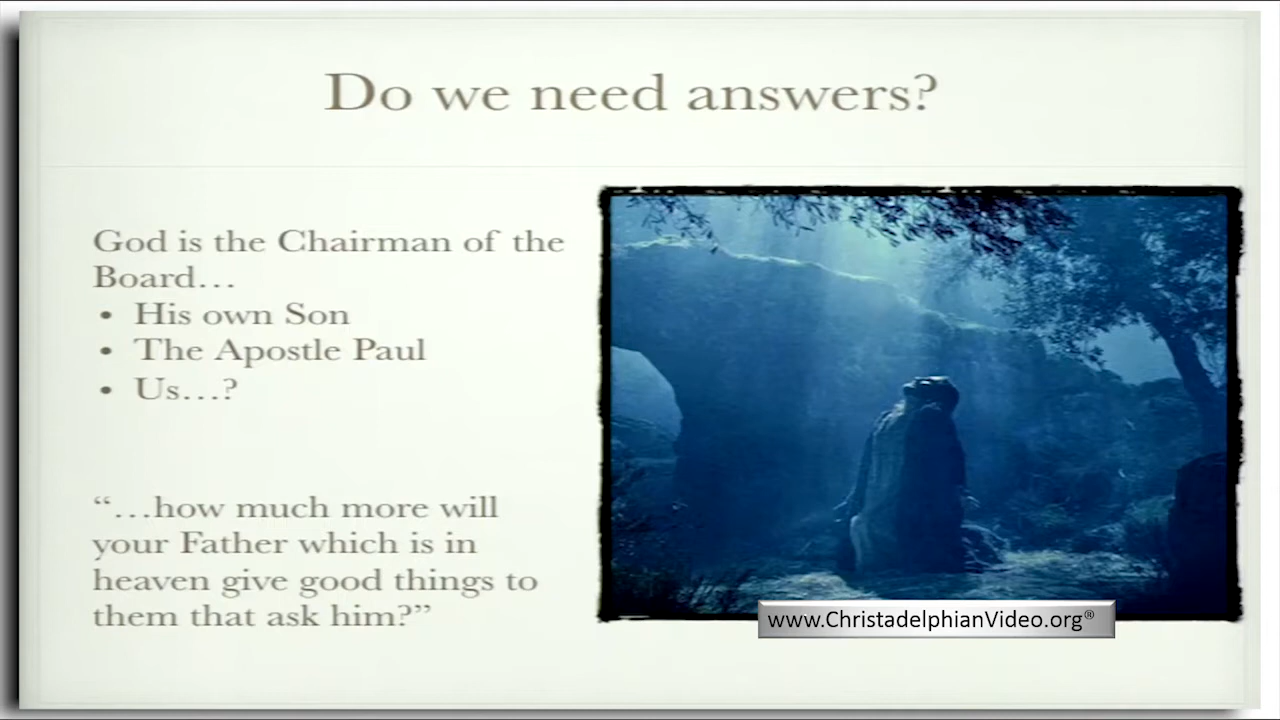 Do we need answers?
God is the Chairman of the
Board…
• His own Son
• The Apostle Paul
• Us…?
“…how much more will
your Father which is in
heaven give good things to
them that ask him?”
www.ChristadelphianVideo.org®